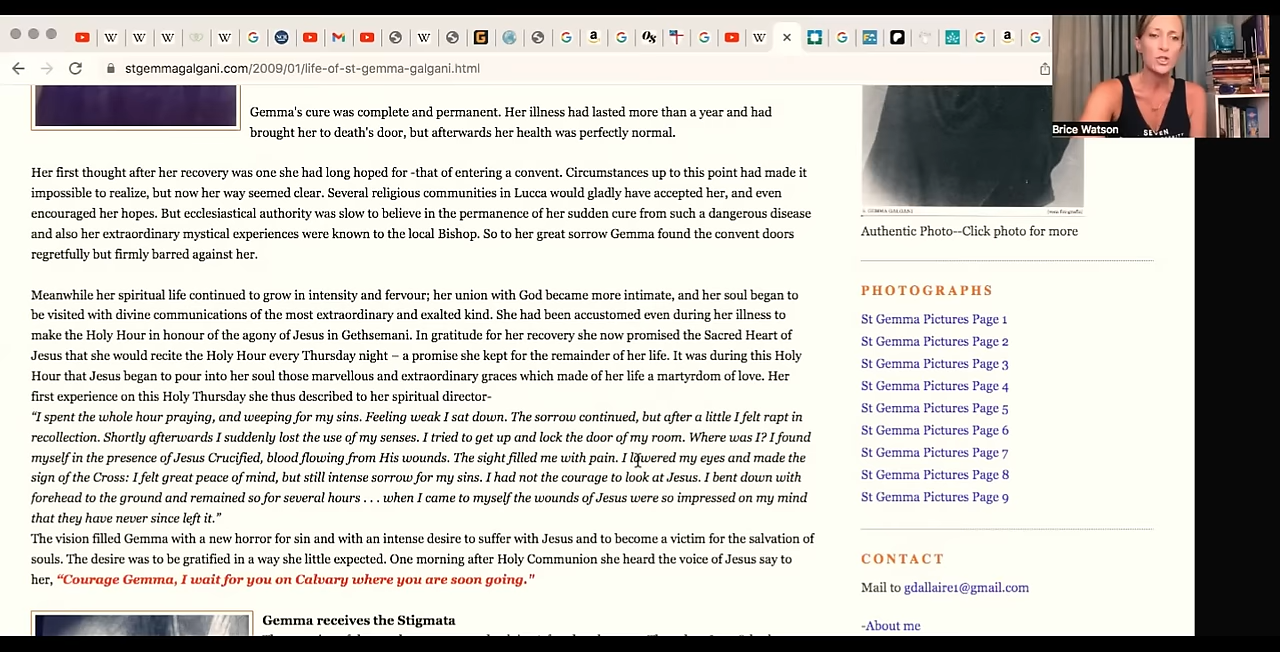 stgemmagalgani.com/2009/01/life-of-st-gemma-galgani.html
Brice Watson
SEVEN
Gemma's cure was complete and permanent. Her illness had lasted more than a year and had
brought her to death's door, but afterwards her health was perfectly normal.
Her first thought after her recovery was one she had long hoped for -that of entering a convent. Circumstances up to this point had made it
impossible to realize, but now her way seemed clear. Several religious communities in Lucca would gladly have accepted her, and even
encouraged her hopes. But ecclesiastical authority was slow to believe in the permanence of her sudden cure from such a dangerous disease
and also her extraordinary mystical experiences were known to the local Bishop. So to her great sorrow Gemma found the convent doors
regretfully but firmly barred against her.
Meanwhile her spiritual life continued to grow in intensity and fervour; her union with God became more intimate, and her soul began to
be visited with divine communications of the most extraordinary and exalted kind. She had been accustomed even during her illness to
make the Holy Hour in honour of the agony of Jesus in Gethsemani. In gratitude for her recovery she now promised the Sacred Heart of
Jesus that she would recite the Holy Hour every Thursday night – a promise she kept for the remainder of her life. It was during this Holy
Hour that Jesus began to pour into her soul those marvellous and extraordinary graces which made of her life a martyrdom of love. Her
first experience on this Holy Thursday she thus described to her spiritual director-
“I spent the whole hour praying, and weeping for my sins. Feeling weak I sat down. The sorrow continued, but after a little I felt rapt in
recollection. Shortly afterwards I suddenly lost the use of my senses. I tried to get up and lock the door of my room. Where was I? I found
myself in the presence of Jesus Crucified, blood flowing from His wounds. The sight filled me with pain. I lowered my eyes and made the
sign of the Cross: I felt great peace of mind, but still intense sorrow for my sins. I had not the courage to look at Jesus. I bent down with
forehead to the ground and remained so for several hours . . . when I came to myself the wounds of Jesus were so impressed on my mind
that they have never since left it.”
The vision filled Gemma with a new horror for sin and with an intense desire to suffer with Jesus and to become a victim for the salvation of
souls. The desire was to be gratified in a way she little expected. One morning after Holy Communion she heard the voice of Jesus say to
her, “Courage Gemma, I wait for you on Calvary where you are soon going."
Gemma receives the Stigmata
Authentic Photo--Click photo for more
PHOTOGRAPHS
St Gemma Pictures Page 1
St Gemma Pictures Page 2
St Gemma Pictures Page 3
St Gemma Pictures Page 4
St Gemma Pictures Page 5
St Gemma Pictures Page 6
St Gemma Pictures Page 7
St Gemma Pictures Page 8
St Gemma Pictures Page 9
CONTACT
Mail to gdallaire1@gmail.com
-About me